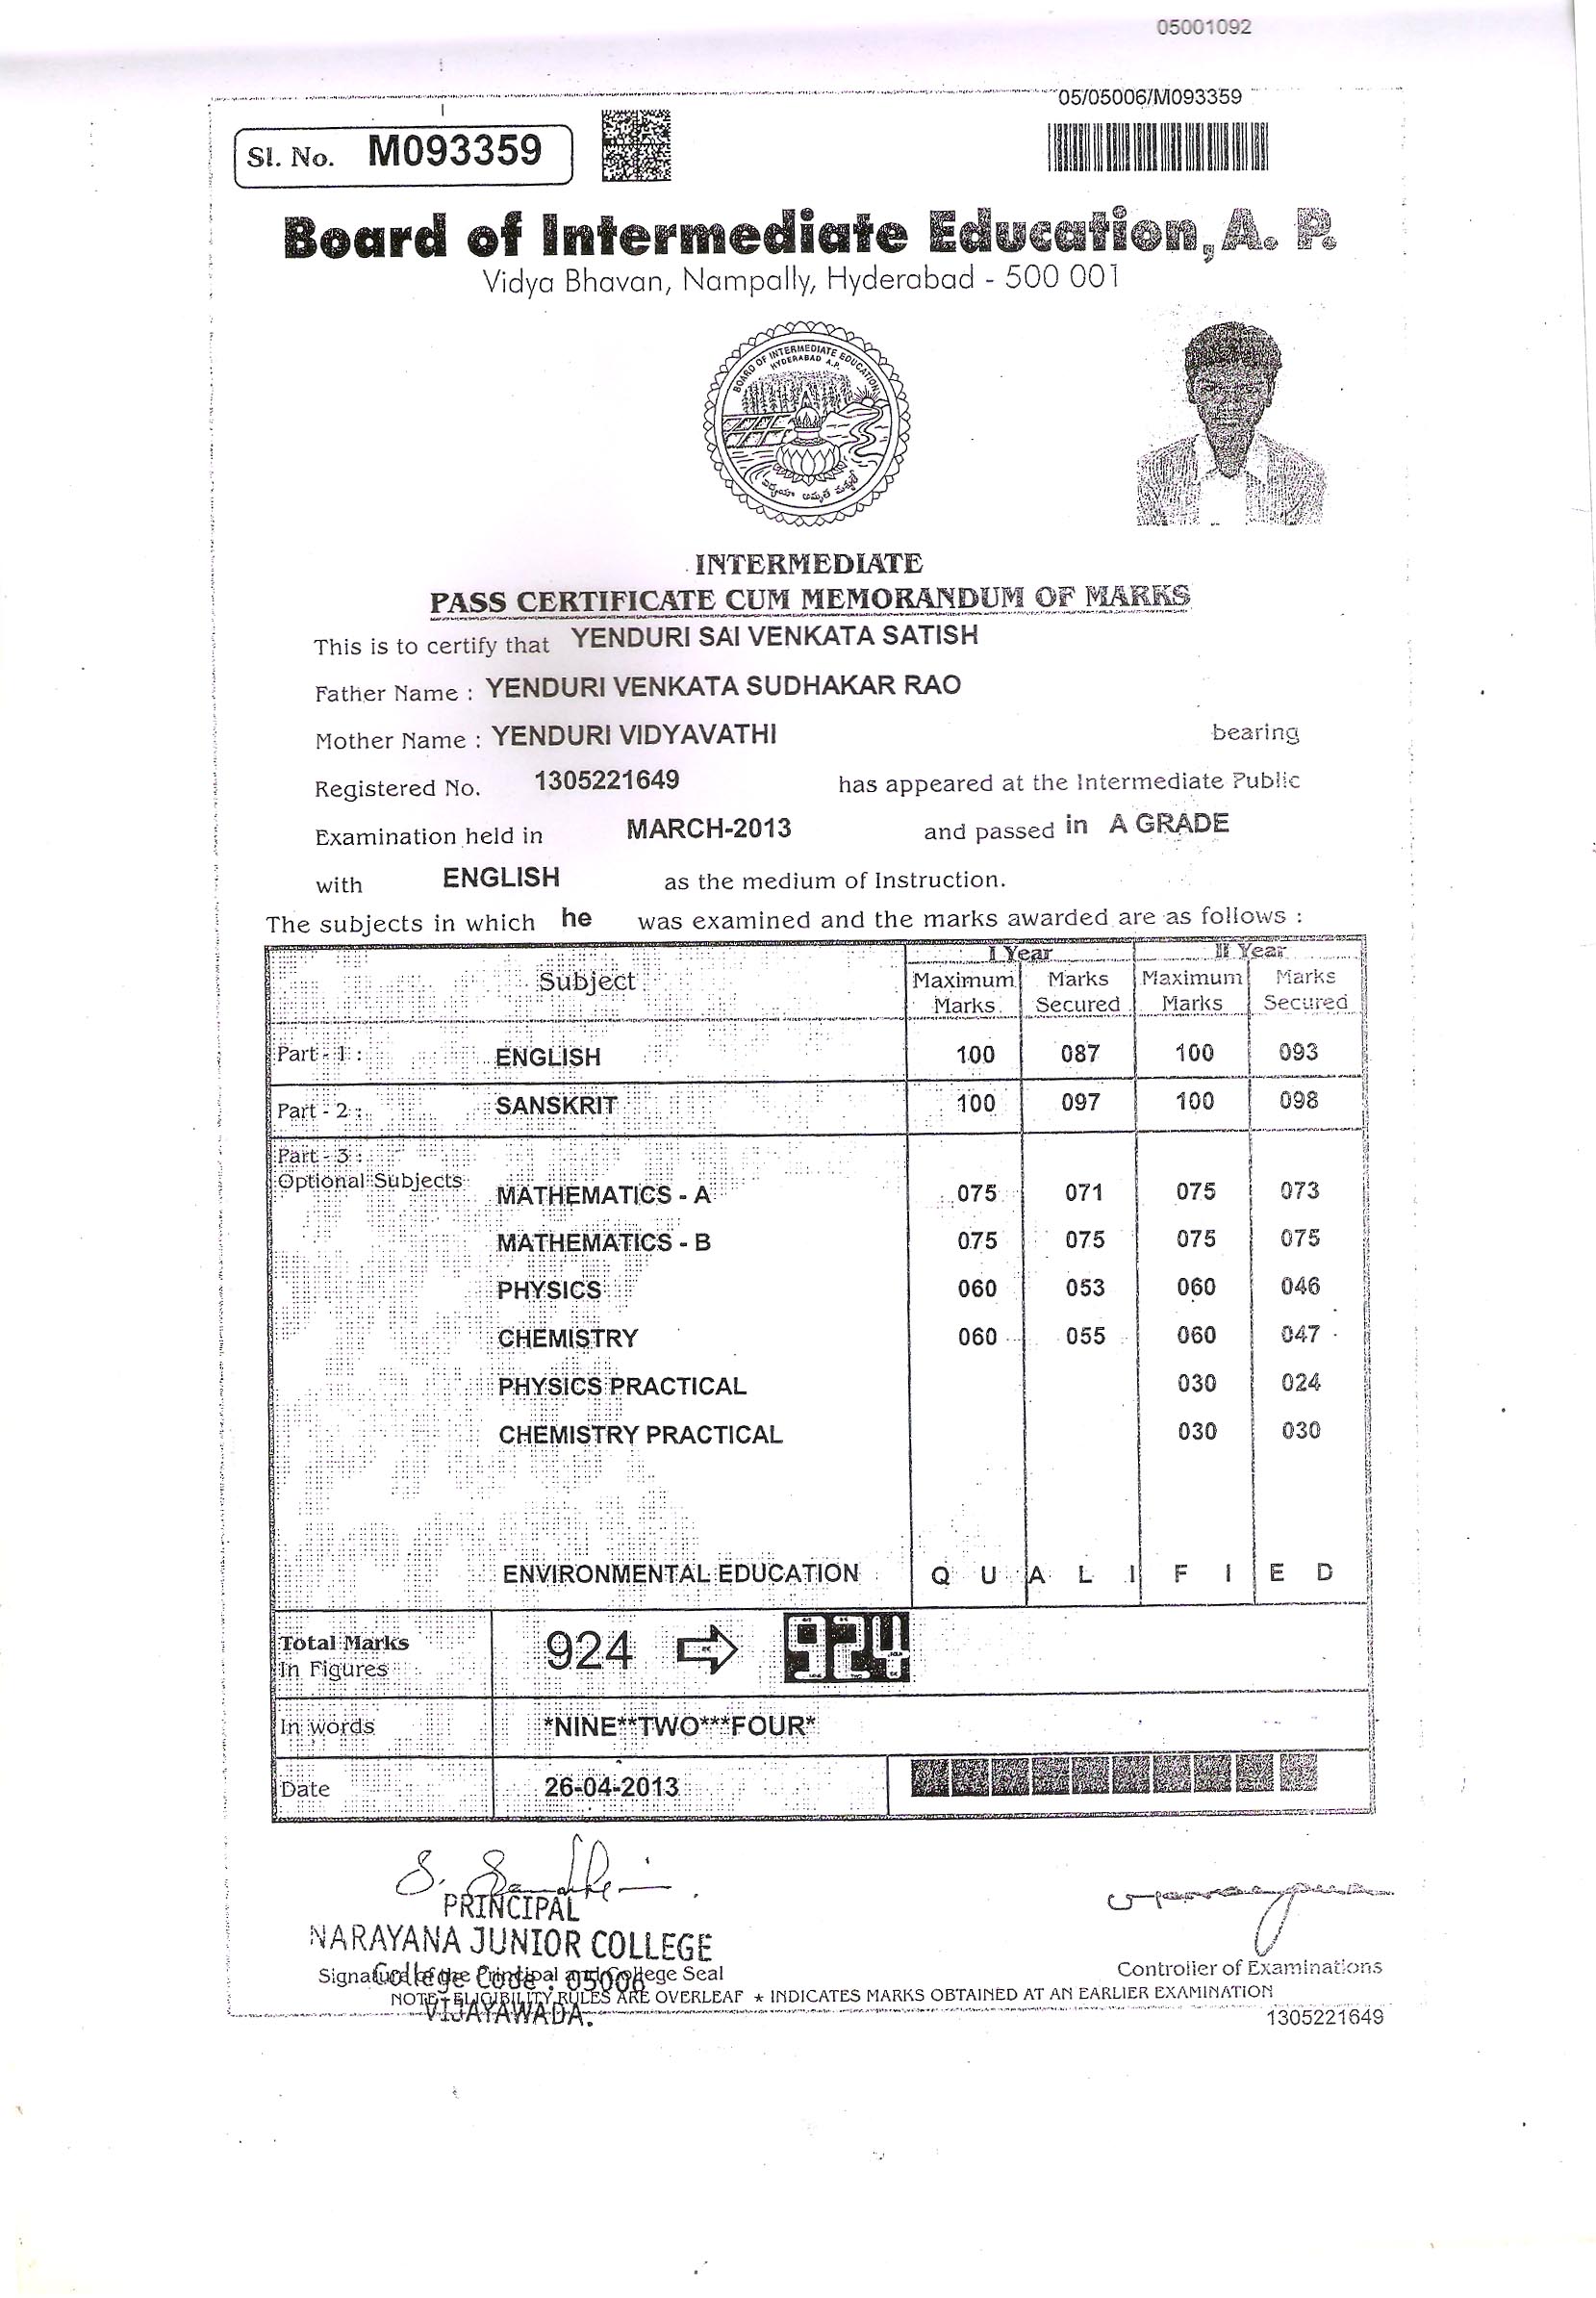 05001092
05/05006/M093359
Sl. No. M093359
Board of Intermediate Education, A. P.
Vidya Bhavan, Nampally, Hyderabad - 500 001
BOARD OF INTERMEDIATE EDUCATION
HYDERABAD A.P.
INTERMEDIATE
PASS CERTIFICATE CUM MEMORANDUM OF MARKS
This is to certify that YENDURI SAI VENKATA SATISH
Father Name : YENDURI VENKATA SUDHAKAR RAO
Mother Name : YENDURI VIDYAVATHI bearing
Registered No. 1305221649 has appeared at the Intermediate Public
Examination held in MARCH-2013 and passed in A GRADE
with ENGLISH as the medium of Instruction.
The subjects in which he was examined and the marks awarded are as follows :
I Year II Year
Subject Maximum Marks Marks Secured Maximum Marks Marks Secured
Part - 1 : ENGLISH 100 087 100 093
Part - 2 : SANSKRIT 100 097 100 098
Part - 3 :
Optional Subjects
MATHEMATICS - A 075 071 075 073
MATHEMATICS - B 075 075 075 075
PHYSICS 060 053 060 046
CHEMISTRY 060 055 060 047
PHYSICS PRACTICAL 030 024
CHEMISTRY PRACTICAL 030 030
ENVIRONMENTAL EDUCATION Q U A L I F I E D
Total Marks
In Figures 924 924
In words *NINE**TWO***FOUR*
Date 26-04-2013
PRINCIPAL
NARAYANA JUNIOR COLLEGE
College Code : 05006
VIJAYAWADA.
Signature of the Principal and College Seal
Controller of Examinations
NOTE : ELIGIBILITY RULES ARE OVERLEAF * INDICATES MARKS OBTAINED AT AN EARLIER EXAMINATION
1305221649